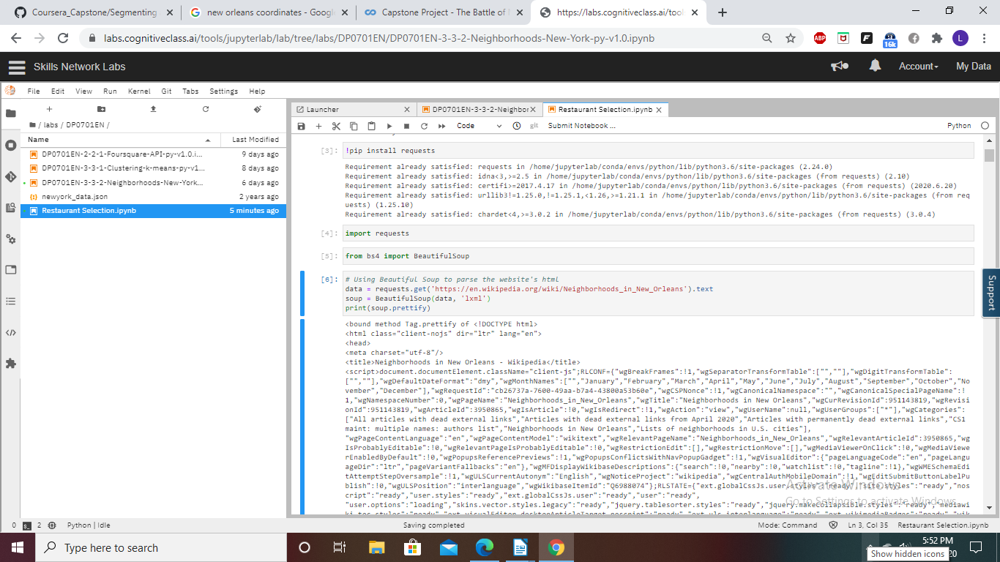 Coursera_Capstone/Segmenting
new orleans coordinates - Googl
Capstone Project - The Battle of
https://labs.cognitiveclass.ai/tool
labs.cognitiveclass.ai/tools/jupyterlab/lab/tree/labs/DP0701EN/DP0701EN-3-3-2-Neighborhoods-New-York-py-v1.0.ipynb
ABP
16k
L
Skills Network Labs
Account
My Data
File Edit View Run Kernel Git Tabs Settings Help
/ labs / DP0701EN /
Name Last Modified
DP0701EN-2-2-1-Foursquare-API-py-v1.0.i... 9 days ago
DP0701EN-3-3-1-Clustering-k-means-py-v1... 8 days ago
DP0701EN-3-3-2-Neighborhoods-New-York... 6 days ago
newyork_data.json 2 years ago
Restaurant Selection.ipynb 5 minutes ago
Launcher
DP0701EN-3-3-2-Neighbor
Restaurant Selection.ipynb
Code
git
Submit Notebook ...
Python
[3]: !pip install requests
Requirement already satisfied: requests in /home/jupyterlab/conda/envs/python/lib/python3.6/site-packages (2.24.0)
Requirement already satisfied: idna<3,>=2.5 in /home/jupyterlab/conda/envs/python/lib/python3.6/site-packages (from requests) (2.10)
Requirement already satisfied: certifi>=2017.4.17 in /home/jupyterlab/conda/envs/python/lib/python3.6/site-packages (from requests) (2020.6.20)
Requirement already satisfied: urllib3!=1.25.0,!=1.25.1,<1.26,>=1.21.1 in /home/jupyterlab/conda/envs/python/lib/python3.6/site-packages (from req
uests) (1.25.10)
Requirement already satisfied: chardet<4,>=3.0.2 in /home/jupyterlab/conda/envs/python/lib/python3.6/site-packages (from requests) (3.0.4)
[4]: import requests
[5]: from bs4 import BeautifulSoup
[6]: # Using Beautiful Soup to parse the website's html
data = requests.get('https://en.wikipedia.org/wiki/Neighborhoods_in_New_Orleans').text
soup = BeautifulSoup(data, 'lxml')
print(soup.prettify)
<bound method Tag.prettify of <!DOCTYPE html>
<html class="client-nojs" dir="ltr" lang="en">
<head>
<meta charset="utf-8"/>
<title>Neighborhoods in New Orleans - Wikipedia</title>
<script>document.documentElement.className="client-js";RLCONF={"wgBreakFrames":!1,"wgSeparatorTransformTable":["",""],"wgDigitTransformTable":
["",""],"wgDefaultDateFormat":"dmy","wgMonthNames":["","January","February","March","April","May","June","July","August","September","October","No
vember","December"],"wgRequestId":"cb26737a-7600-49aa-b7a4-43800a53b60e","wgCSPNonce":!1,"wgCanonicalNamespace":"","wgCanonicalSpecialPageName":!
1,"wgNamespaceNumber":0,"wgPageName":"Neighborhoods_in_New_Orleans","wgTitle":"Neighborhoods in New Orleans","wgCurRevisionId":951143819,"wgRevisi
onId":951143819,"wgArticleId":3950865,"wgIsArticle":!0,"wgIsRedirect":!1,"wgAction":"view","wgUserName":null,"wgUserGroups":["*"],"wgCategories":
["All articles with dead external links","Articles with dead external links from April 2020","Articles with permanently dead external links","CS1
maint: multiple names: authors list","Neighborhoods in New Orleans","Lists of neighborhoods in U.S. cities"],
"wgPageContentLanguage":"en","wgPageContentModel":"wikitext","wgRelevantPageName":"Neighborhoods_in_New_Orleans","wgRelevantArticleId":3950865,"wg
IsProbablyEditable":!0,"wgRelevantPageIsProbablyEditable":!0,"wgRestrictionEdit":[],"wgRestrictionMove":[],"wgMediaViewerOnClick":!0,"wgMediaViewe
rEnabledByDefault":!0,"wgPopupsReferencePreviews":!1,"wgPopupsConflictsWithNavPopupGadget":!1,"wgVisualEditor":{"pageLanguageCode":"en","pageLangu
ageDir":"ltr","pageVariantFallbacks":"en"},"wgMFDisplayWikibaseDescriptions":{"search":!0,"nearby":!0,"watchlist":!0,"tagline":!1},"wgWMESchemaEdi
tAttemptStepOversample":!1,"wgULSCurrentAutonym":"English","wgNoticeProject":"wikipedia","wgCentralAuthMobileDomain":!1,"wgEditSubmitButtonLabelPu
blish":!0,"wgULSPosition":"interlanguage","wgWikibaseItemId":"Q6988074"};RLSTATE={"ext.globalCssJs.user.styles":"ready","site.styles":"ready","nos
cript":"ready","user.styles":"ready","ext.globalCssJs.user":"ready","user":"ready",
"user.options":"loading","skins.vector.styles.legacy":"ready","jquery.tablesorter.styles":"ready","jquery.makeCollapsible.styles":"ready","mediawi
Activate Windows
Go to Settings to activate Windows.
Support
0 2 Python | Idle
Saving completed
Mode: Command
Ln 3, Col 35
Restaurant Selection.ipynb
Type here to search
5:52 PM
20
Show hidden icons